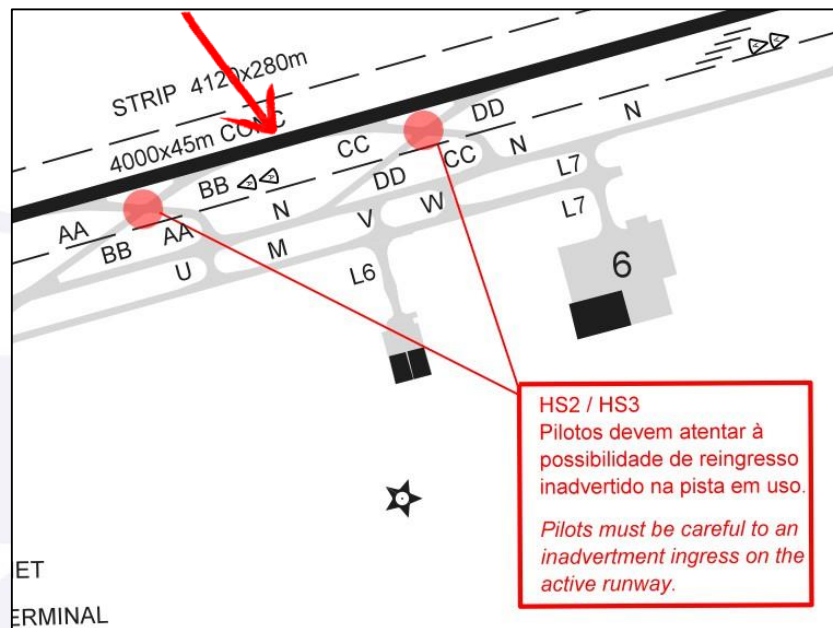 STRIP 4120x280m
4000x45m CONC
DD
N
CC
CC
N
L7
BB
DD
N
W
V
L7
AA
AA
BB
M
U
L6
6
HS2 / HS3
Pilotos devem atentar à
possibilidade de reingresso
inadvertido na pista em uso.
Pilots must be careful to an
inadvertment ingress on the
active runway.
ET
ERMINAL